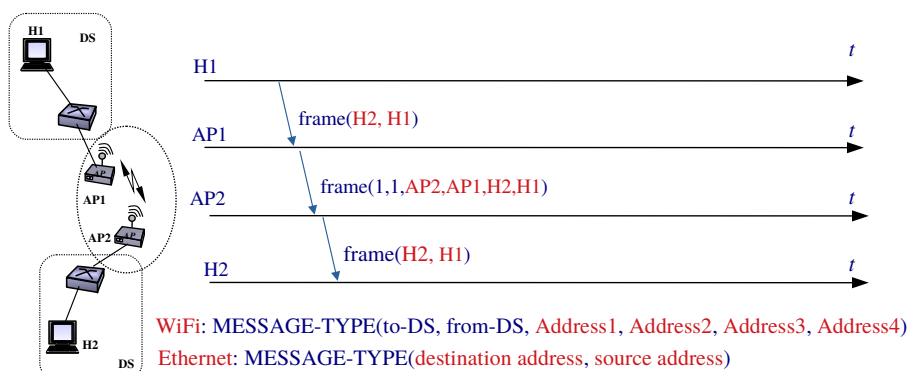 H1
DS
AP
AP1
AP2
AP
H2
DS
H1
t
frame(H2, H1)
AP1
t
frame(1,1,AP2,AP1,H2,H1)
AP2
t
frame(H2, H1)
H2
t
WiFi: MESSAGE-TYPE(to-DS, from-DS, Address1, Address2, Address3, Address4)
Ethernet: MESSAGE-TYPE(destination address, source address)